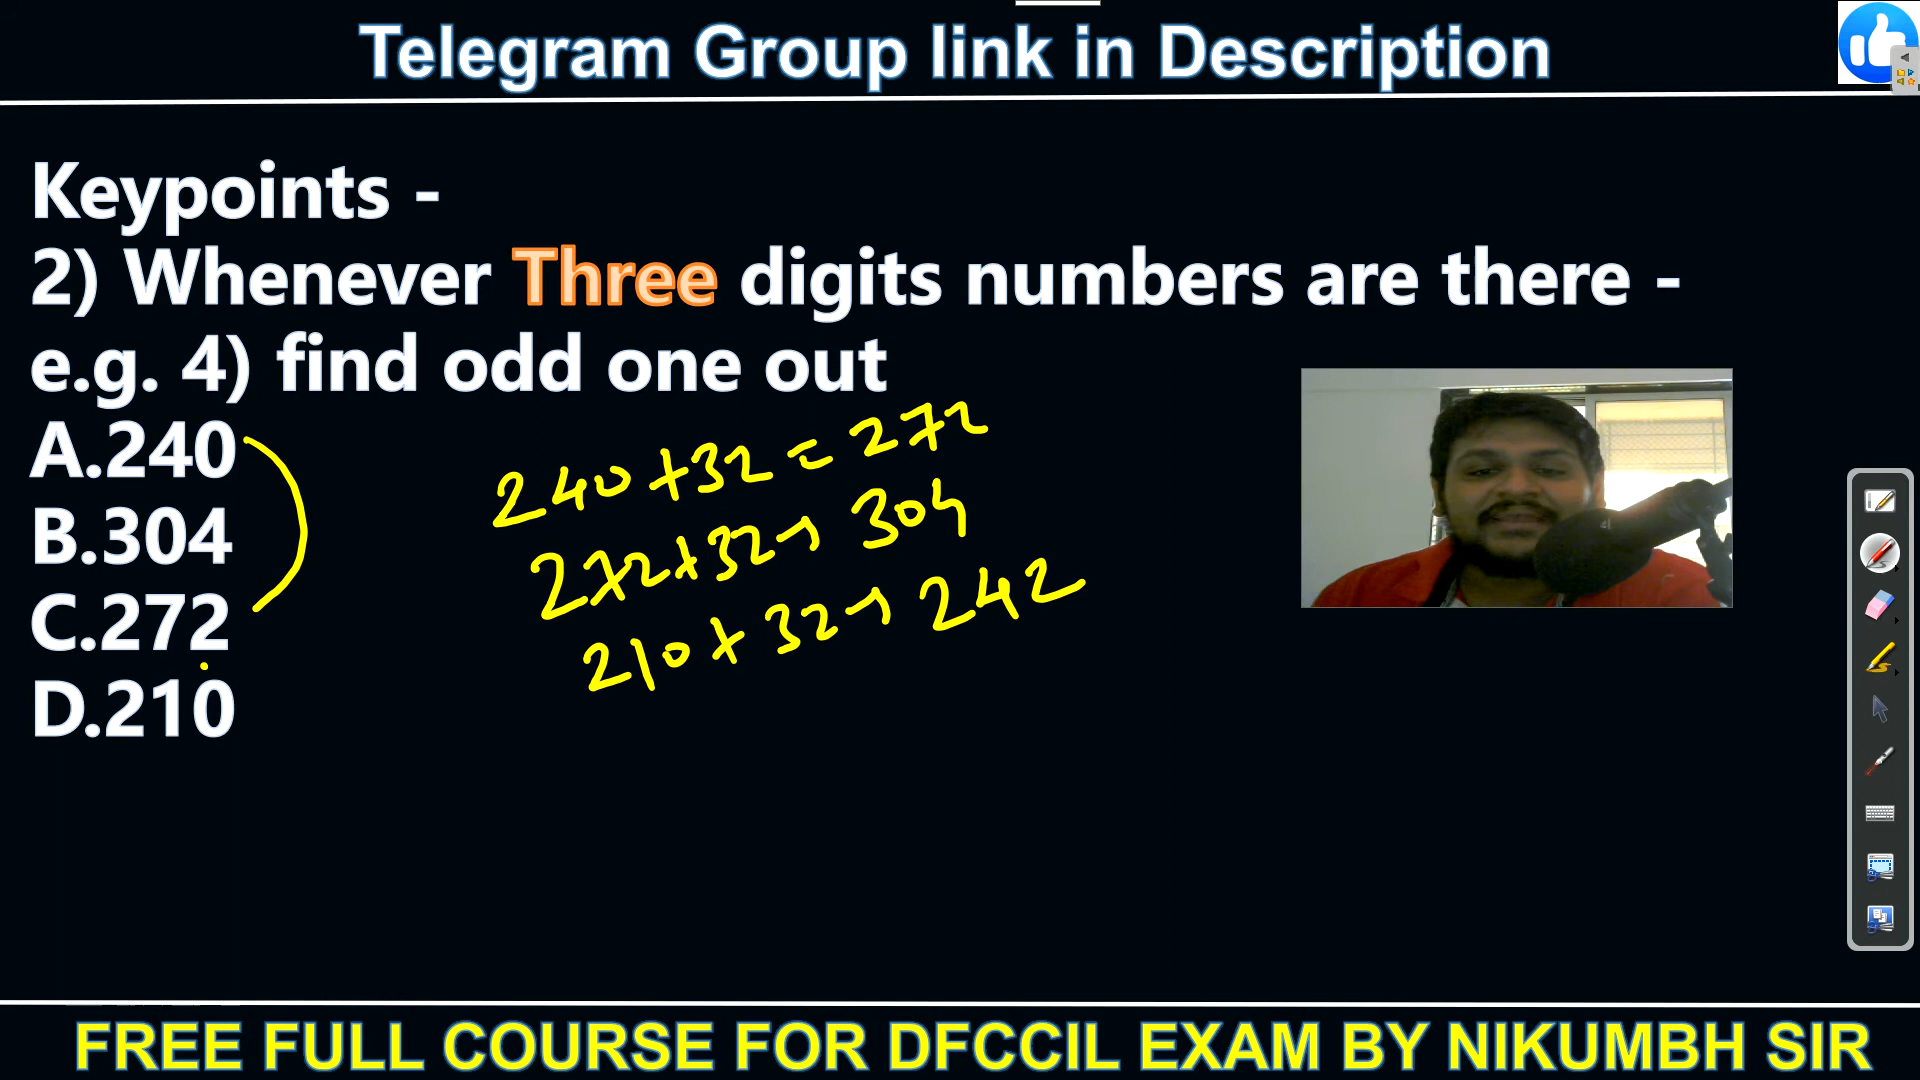 Telegram Group link in Description
Keypoints -
2) Whenever Three digits numbers are there -
e.g. 4) find odd one out
A.240
B.304
C.272
D.210
240+32=272
272+32→ 304
210+32→ 242
FREE FULL COURSE FOR DFCCIL EXAM BY NIKUMBH SIR